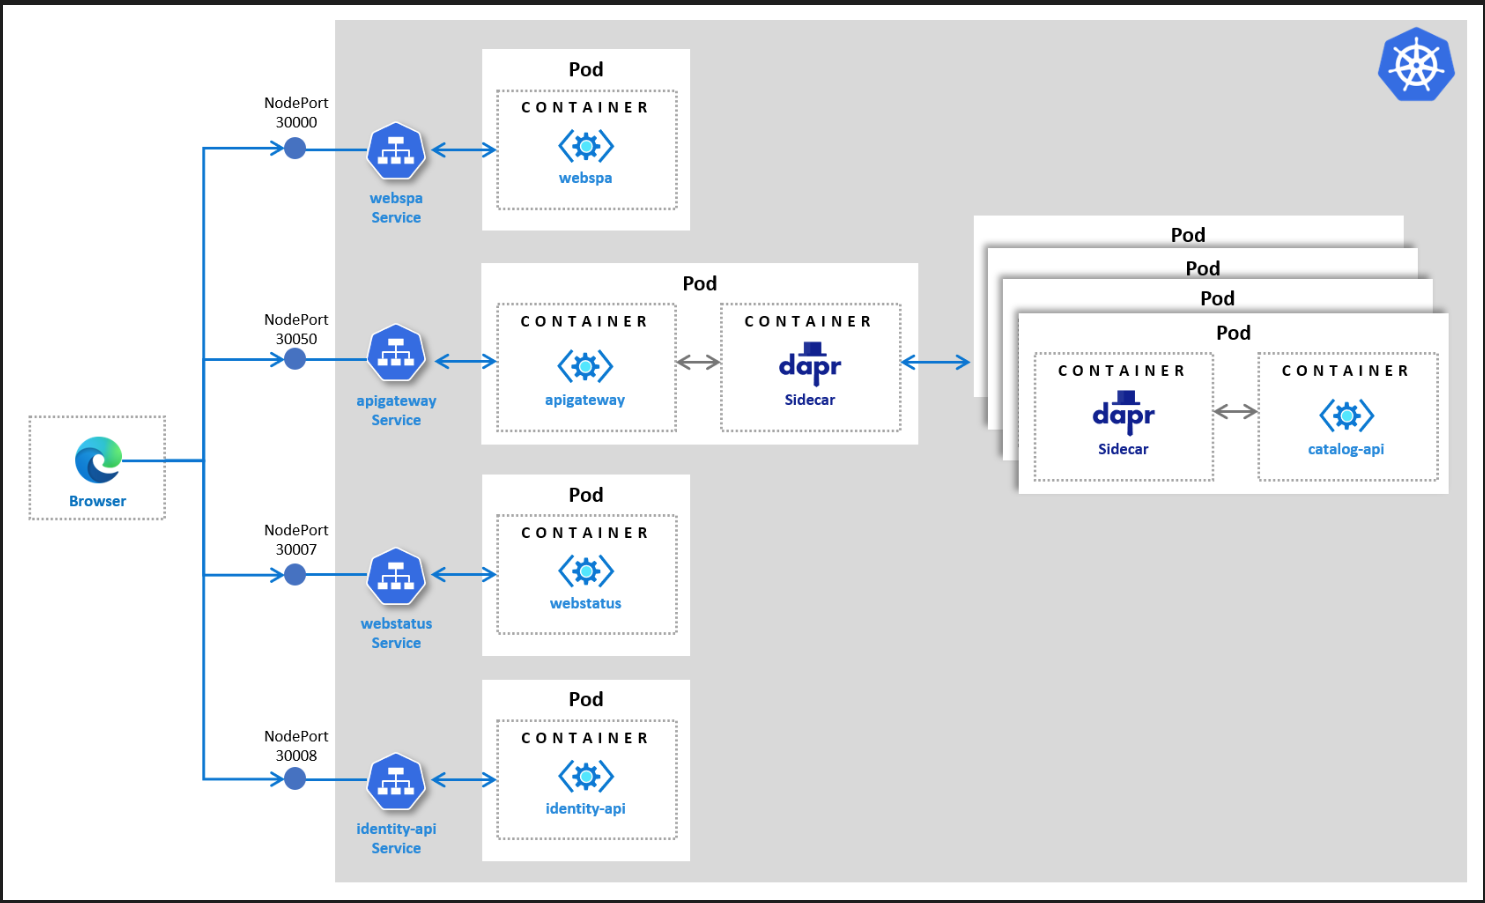 Browser
NodePort
30000
webspa
Service
Pod
CONTAINER
webspa
NodePort
30050
apigateway
Service
Pod
CONTAINER
apigateway
CONTAINER
dapr
Sidecar
Pod
Pod
Pod
Pod
CONTAINER
dapr
Sidecar
CONTAINER
catalog-api
NodePort
30007
webstatus
Service
Pod
CONTAINER
webstatus
NodePort
30008
identity-api
Service
Pod
CONTAINER
identity-api